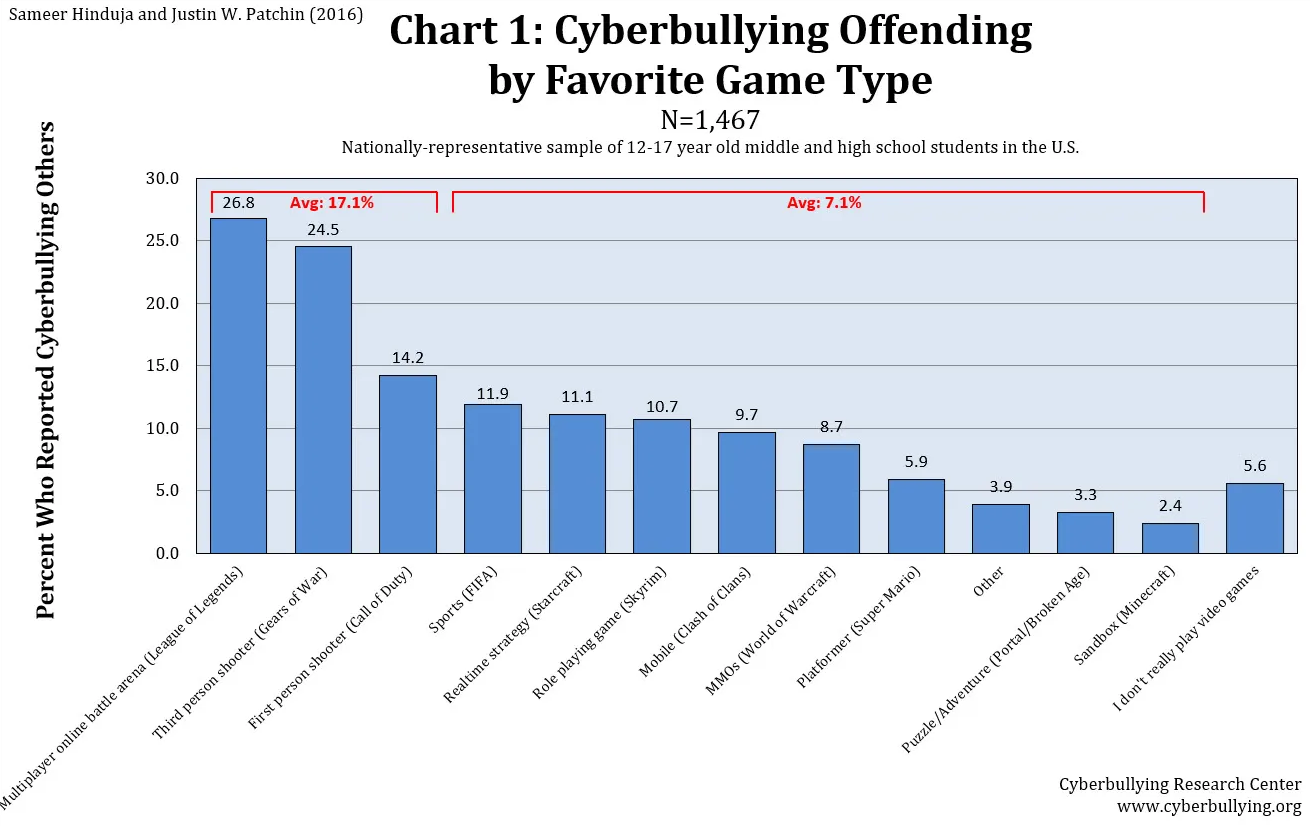 Sameer Hinduja and Justin W. Patchin (2016)
Chart 1: Cyberbullying Offending
by Favorite Game Type
N=1,467
Nationally-representative sample of 12-17 year old middle and high school students in the U.S.
Percent Who Reported Cyberbullying Others
30.0
25.0
20.0
15.0
10.0
5.0
0.0
Avg: 17.1%
Avg: 7.1%
26.8
24.5
14.2
11.9
11.1
10.7
9.7
8.7
5.9
3.9
3.3
2.4
5.6
Multiplayer online battle arena (League of Legends)
Third person shooter (Gears of War)
First person shooter (Call of Duty)
Sports (FIFA)
Realtime strategy (Starcraft)
Role playing game (Skyrim)
Mobile (Clash of Clans)
MMOs (World of Warcraft)
Platformer (Super Mario)
Other
Puzzle/Adventure (Portal/Broken Age)
Sandbox (Minecraft)
I don't really play video games
Cyberbullying Research Center
www.cyberbullying.org